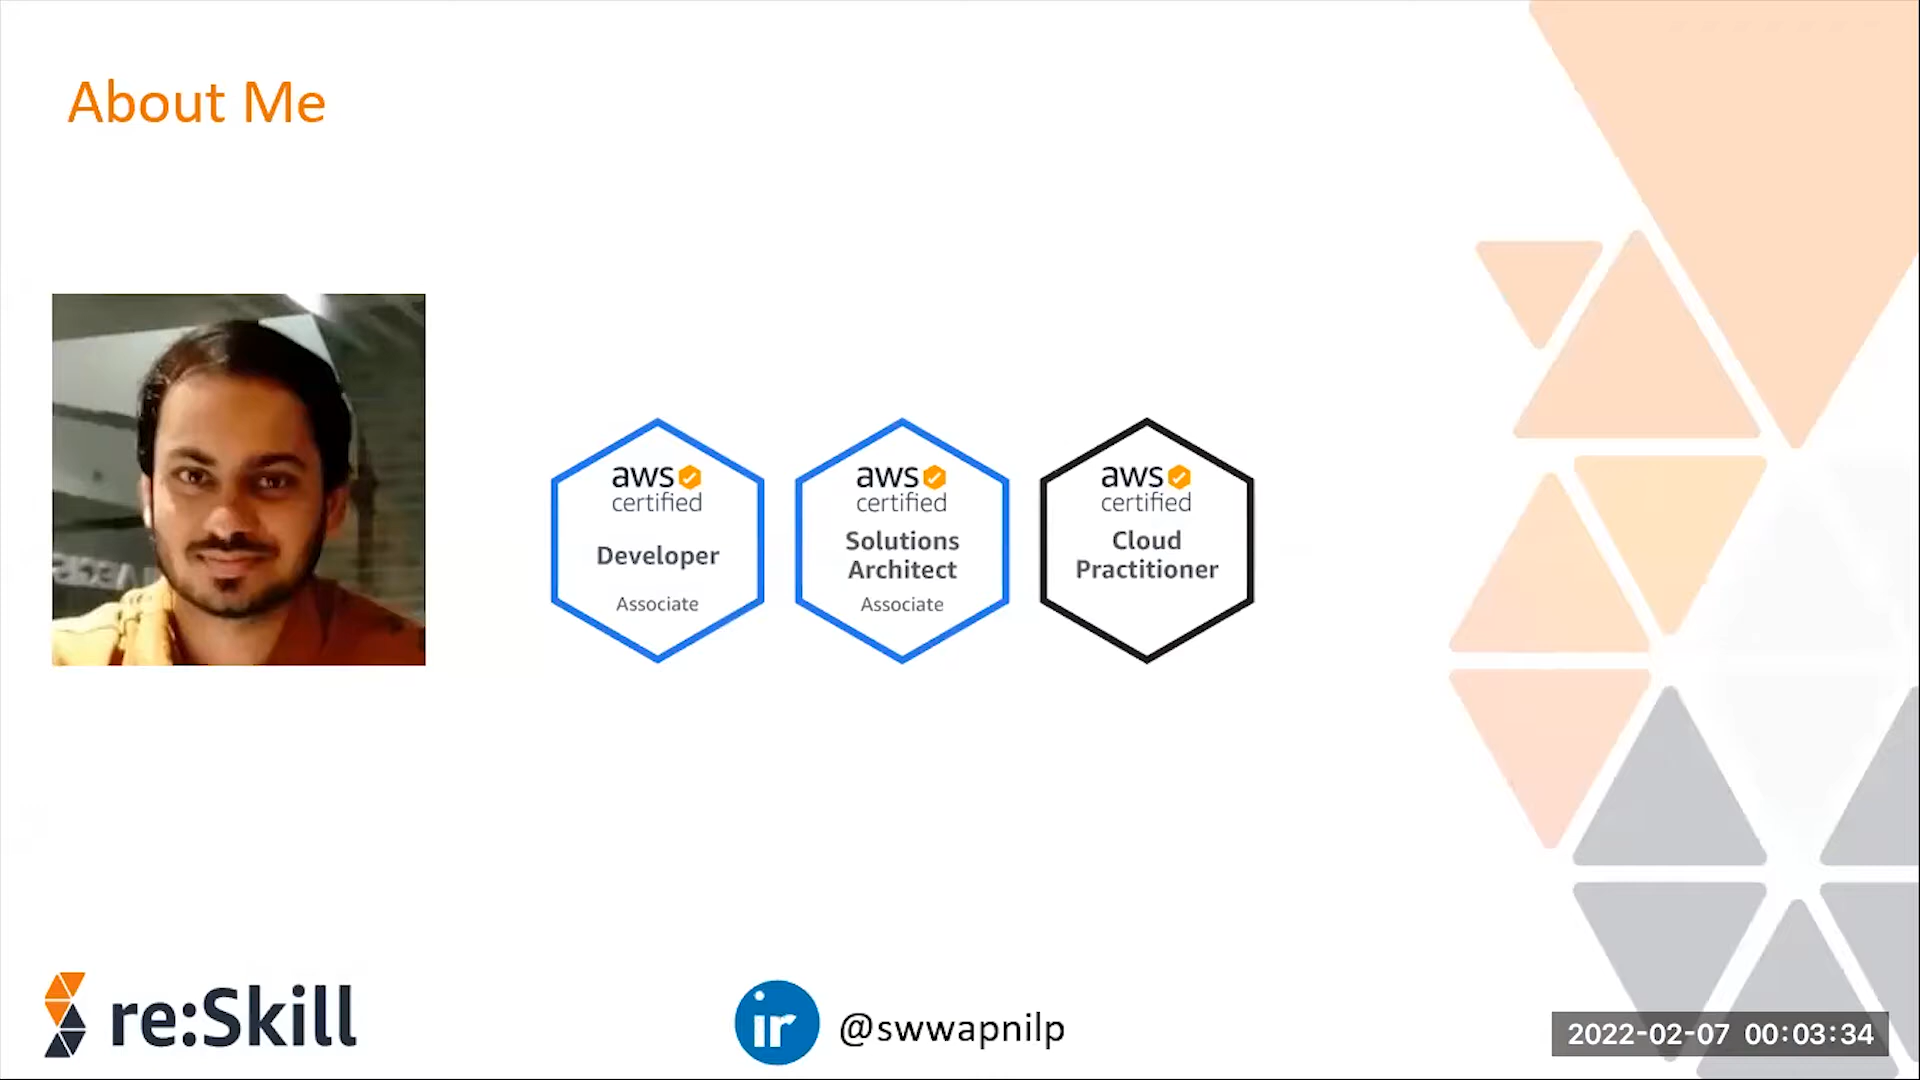 About Me
aws
certified
Developer
Associate
aws
certified
Solutions
Architect
Associate
aws
certified
Cloud
Practitioner
re:Skill
in
@swwapnilp
2022-02-07 00:03:34